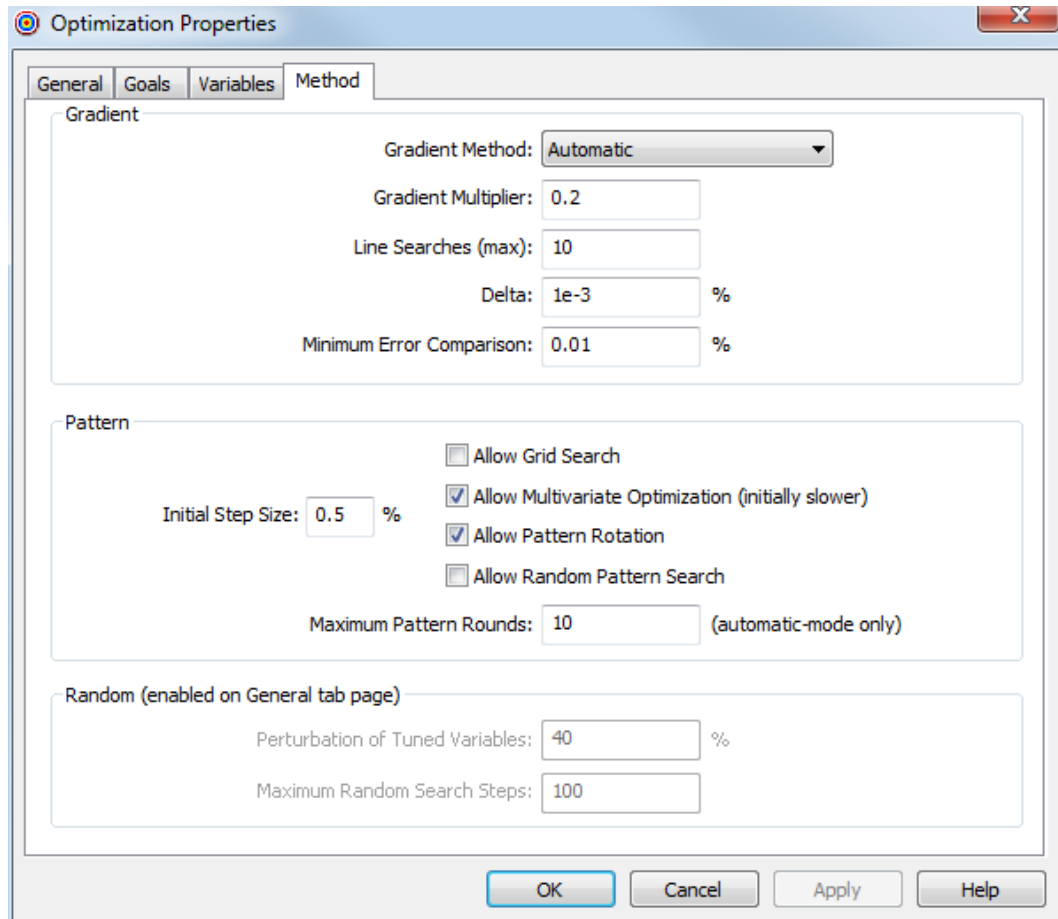 Optimization Properties
X
General Goals Variables Method
Gradient
Gradient Method: Automatic
Gradient Multiplier: 0.2
Line Searches (max): 10
Delta: 1e-3 %
Minimum Error Comparison: 0.01 %
Pattern
Allow Grid Search
Allow Multivariate Optimization (initially slower)
Initial Step Size: 0.5 %
Allow Pattern Rotation
Allow Random Pattern Search
Maximum Pattern Rounds: 10 (automatic-mode only)
Random (enabled on General tab page)
Perturbation of Tuned Variables: 40 %
Maximum Random Search Steps: 100
OK Cancel Apply Help